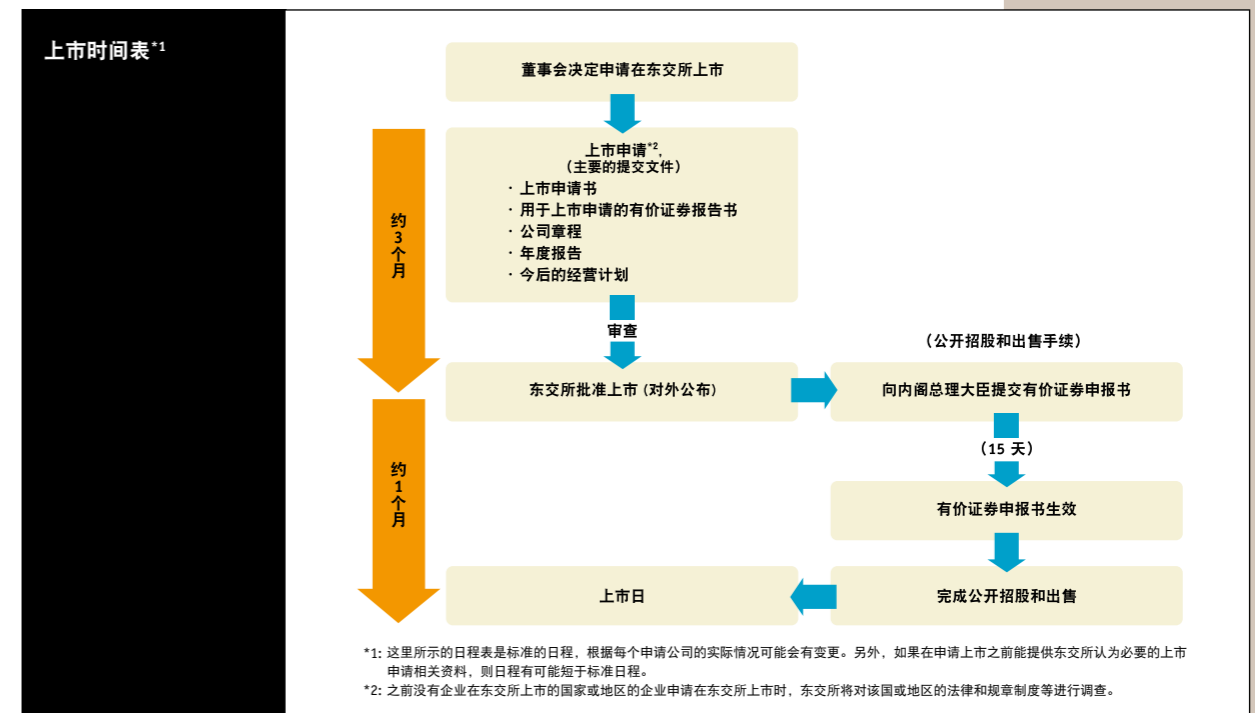 上市时间表*1
董事会决定申请在东交所上市
上市申请*2,
（主要的提交文件）
· 上市申请书
· 用于上市申请的有价证券报告书
· 公司章程
· 年度报告
· 今后的经营计划
约3个月
审查
（公开招股和出售手续）
东交所批准上市 (对外公布)
向内阁总理大臣提交有价证券申报书
（15 天）
约1个月
有价证券申报书生效
上市日
完成公开招股和出售
*1: 这里所示的日程表是标准的日程，根据每个申请公司的实际情况可能会有变更。另外，如果在申请上市之前能提供东交所认为必要的上市
申请相关资料，则日程有可能短于标准日程。
*2: 之前没有企业在东交所上市的国家或地区的企业申请在东交所上市时，东交所将对该国或地区的法律和规章制度等进行调查。